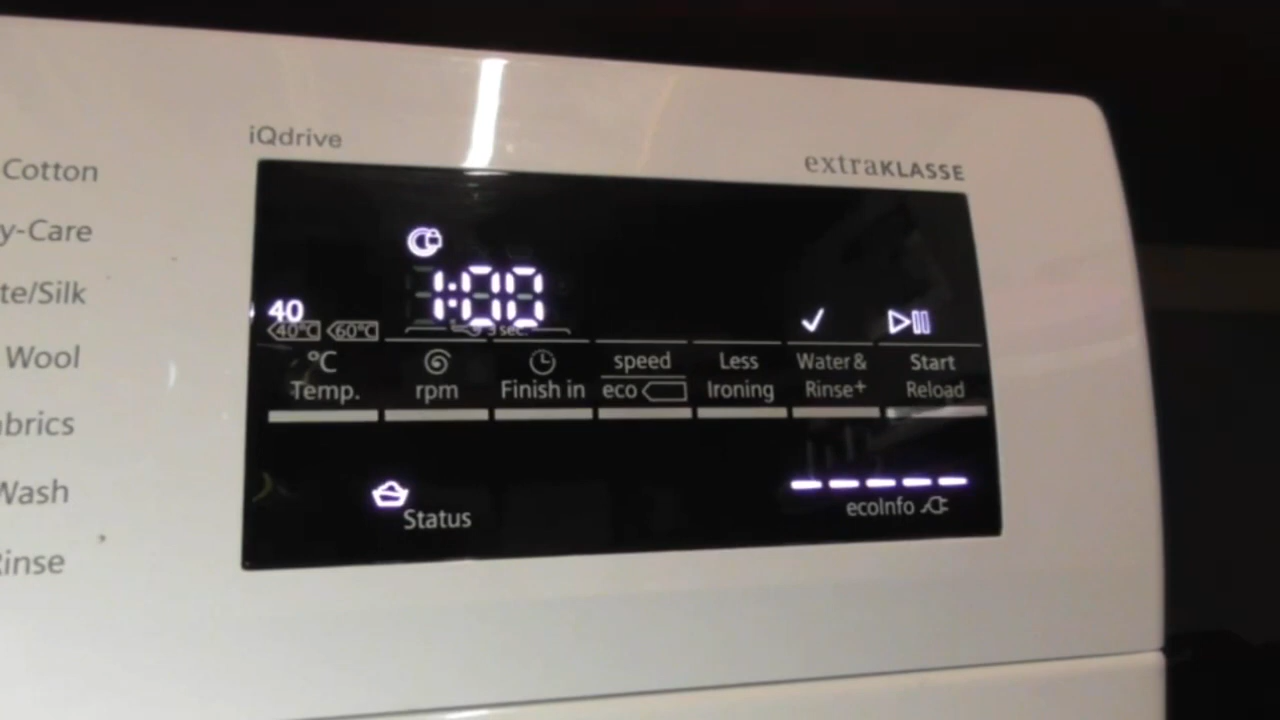 iQdrive
extraKLASSE
Cotton
y-Care
te/Silk
Wool
brics
Wash
Rinse
1:00
40
40°C 60°C
3 sec.
°C speed Less Water& Start
Temp. rpm Finish in eco Ironing Rinse+ Reload
Status
ecoInfo